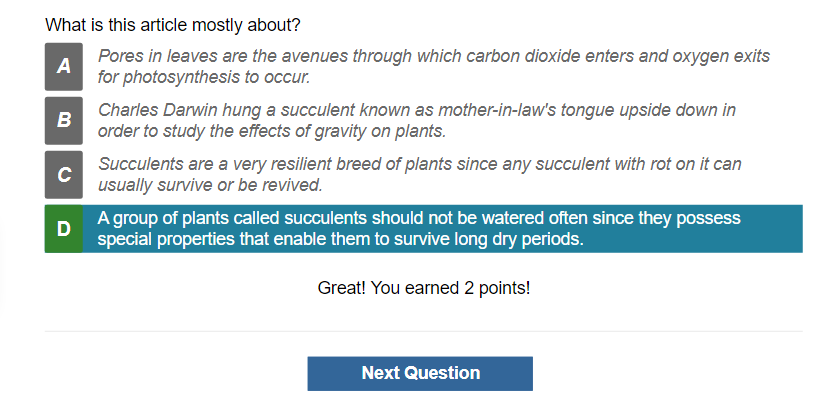 What is this article mostly about?
A
Pores in leaves are the avenues through which carbon dioxide enters and oxygen exits
for photosynthesis to occur.
B
Charles Darwin hung a succulent known as mother-in-law's tongue upside down in
order to study the effects of gravity on plants.
C
Succulents are a very resilient breed of plants since any succulent with rot on it can
usually survive or be revived.
D
A group of plants called succulents should not be watered often since they possess
special properties that enable them to survive long dry periods.
Great! You earned 2 points!
Next Question